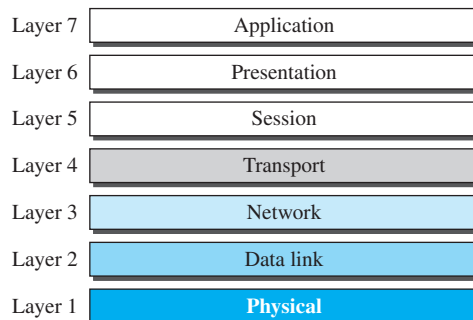 Layer 7 Application
Layer 6 Presentation
Layer 5 Session
Layer 4 Transport
Layer 3 Network
Layer 2 Data link
Layer 1 Physical